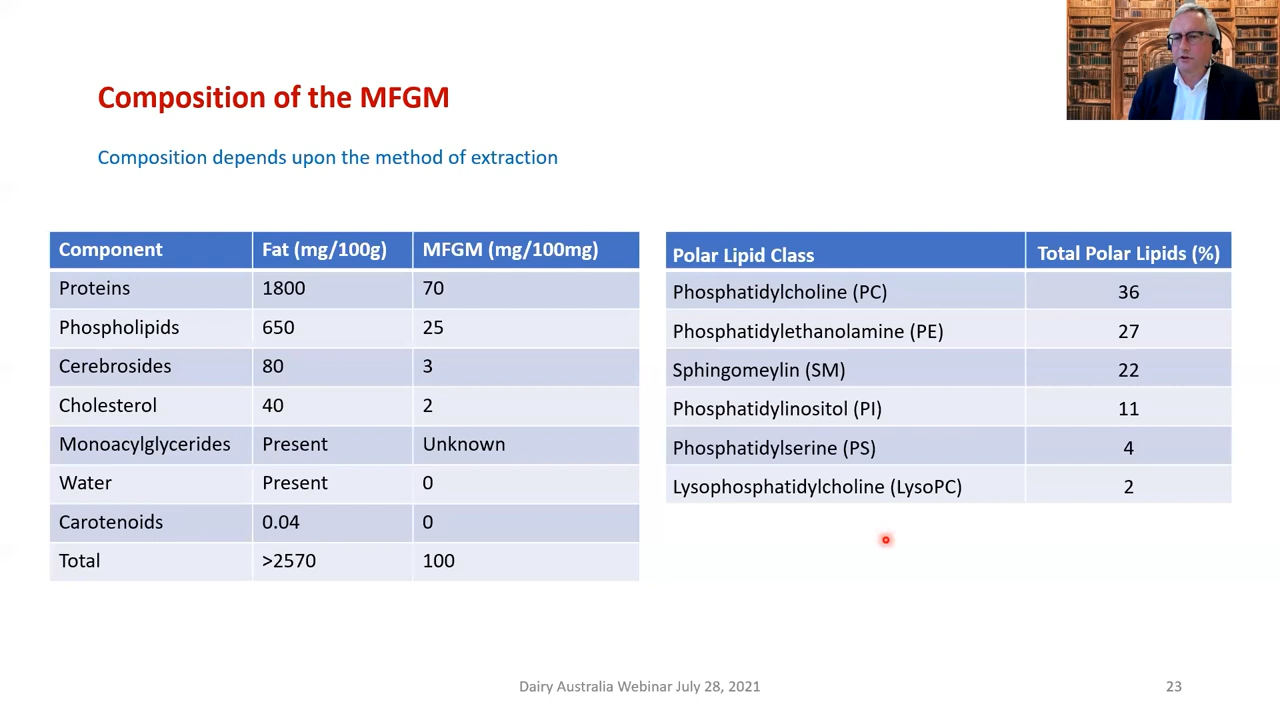 Composition of the MFGM
Composition depends upon the method of extraction
Component Fat (mg/100g) MFGM (mg/100mg)
Proteins 1800 70
Phospholipids 650 25
Cerebrosides 80 3
Cholesterol 40 2
Monoacylglycerides Present Unknown
Water Present 0
Carotenoids 0.04 0
Total >2570 100
Polar Lipid Class Total Polar Lipids (%)
Phosphatidylcholine (PC) 36
Phosphatidylethanolamine (PE) 27
Sphingomeylin (SM) 22
Phosphatidylinositol (PI) 11
Phosphatidylserine (PS) 4
Lysophosphatidylcholine (LysoPC) 2
Dairy Australia Webinar July 28, 2021 23